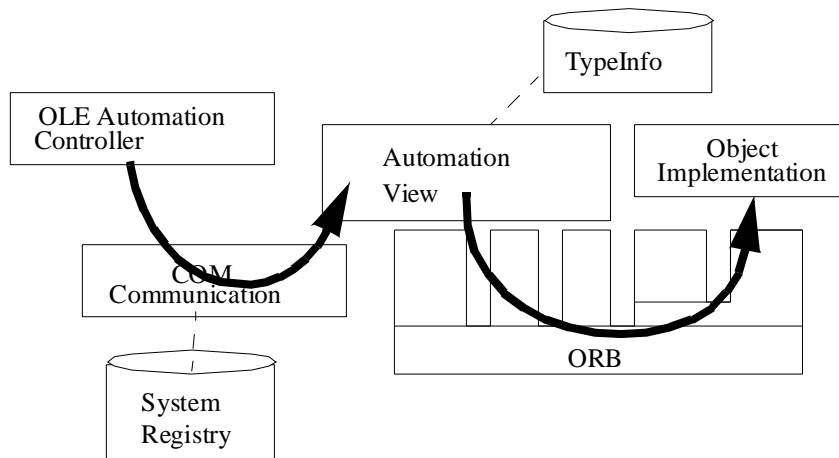 TypeInfo
OLE Automation
Controller
Automation
View
Object
Implementation
COM
Communication
ORB
System
Registry